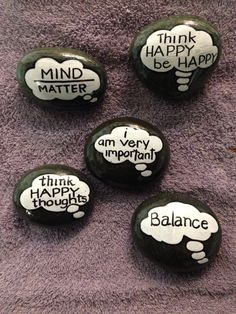 MIND
MATTER
Think
HAPPY
be HAPPY
i
am very
important
think
HAPPY
thoughts
Balance